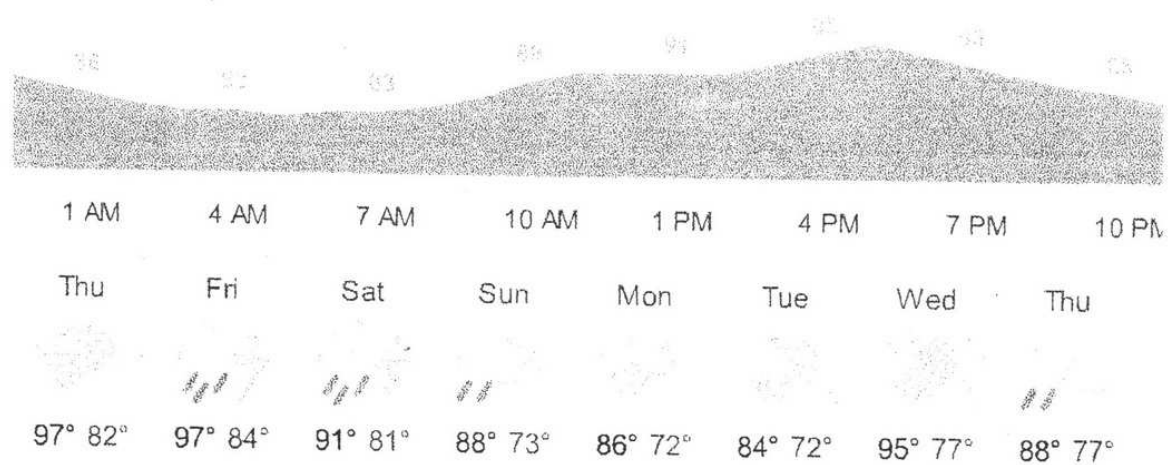 1 AM 4 AM 7 AM 10 AM 1 PM 4 PM 7 PM 10 PM
Thu Fri Sat Sun Mon Tue Wed Thu
97° 82° 97° 84° 91° 81° 88° 73° 86° 72° 84° 72° 95° 77° 88° 77°